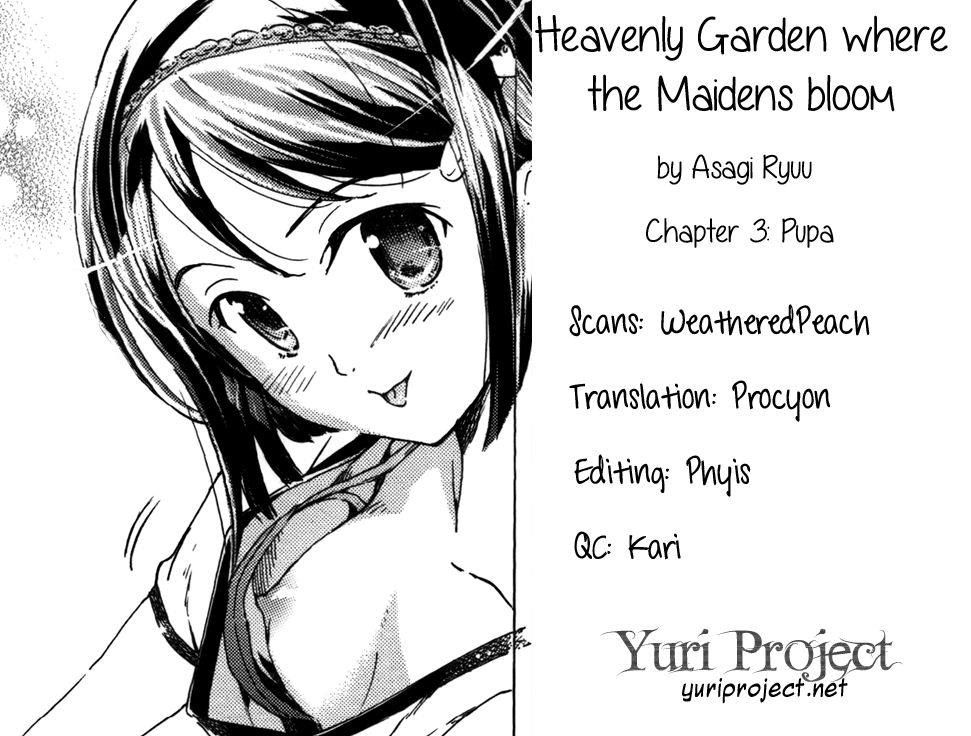 Heavenly Garden where
the Maidens bloom
by Asagi Ryuu
Chapter 3: Pupa
Scans: WeatheredPeach
Translation: Procyon
Editing: Phyis
QC: Kari
Yuri Project
yuriproject.net